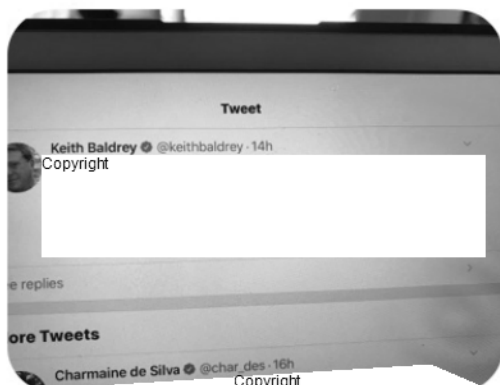 Tweet
Keith Baldrey @keithbaldrey · 14h
Copyright
e replies
ore Tweets
Charmaine de Silva @char_des · 16h
Copyright